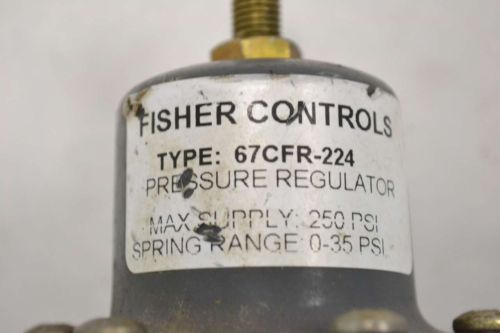 FISHER CONTROLS
TYPE: 67CFR-224
PRESSURE REGULATOR
MAX SUPPLY: 250 PSI
SPRING RANGE: 0-35 PSI